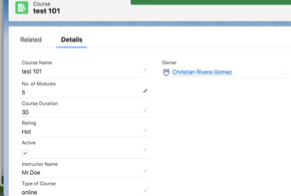 Course
test 101
Related
Details
Course Name
test 101
No. of Modules
5
Course Duration
30
Rating
Hot
Active
Instructor Name
Mr.Doe
Type of Course
online
Owner
Christian Rivera Gomez